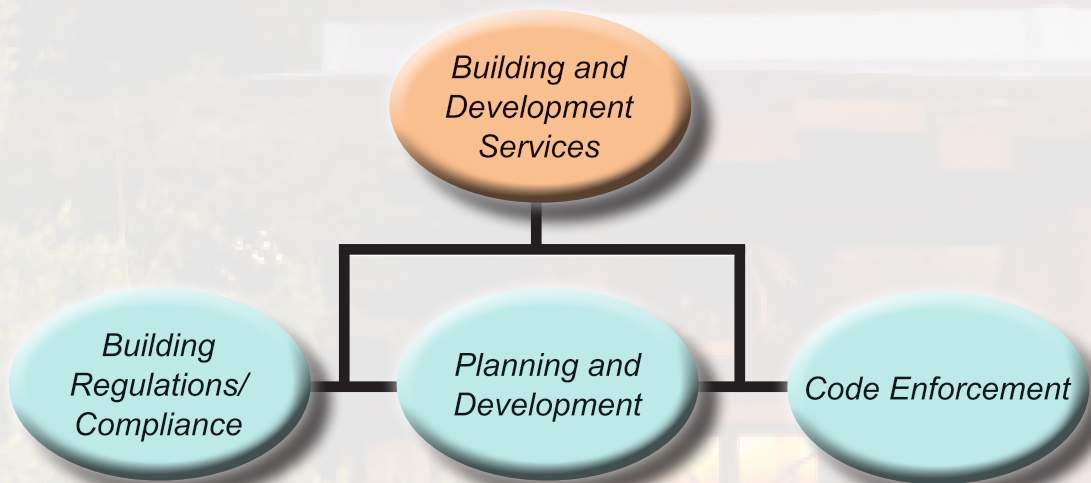 Building and
Development
Services
Building
Regulations/
Compliance
Planning and
Development
Code Enforcement